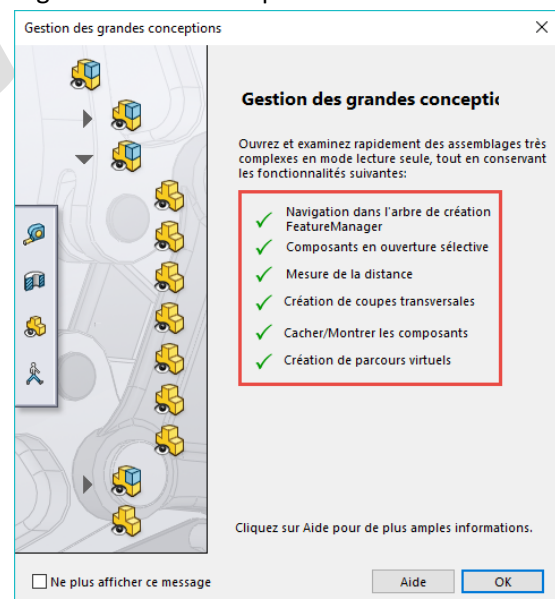 Gestion des grandes conceptions
Gestion des grandes conceptic
Ouvrez et examinez rapidement des assemblages très
complexes en mode lecture seule, tout en conservant
les fonctionnalités suivantes:
Navigation dans l'arbre de création
FeatureManager
Composants en ouverture sélective
Mesure de la distance
Création de coupes transversales
Cacher/Montrer les composants
Création de parcours virtuels
Cliquez sur Aide pour de plus amples informations.
Ne plus afficher ce message
Aide
OK